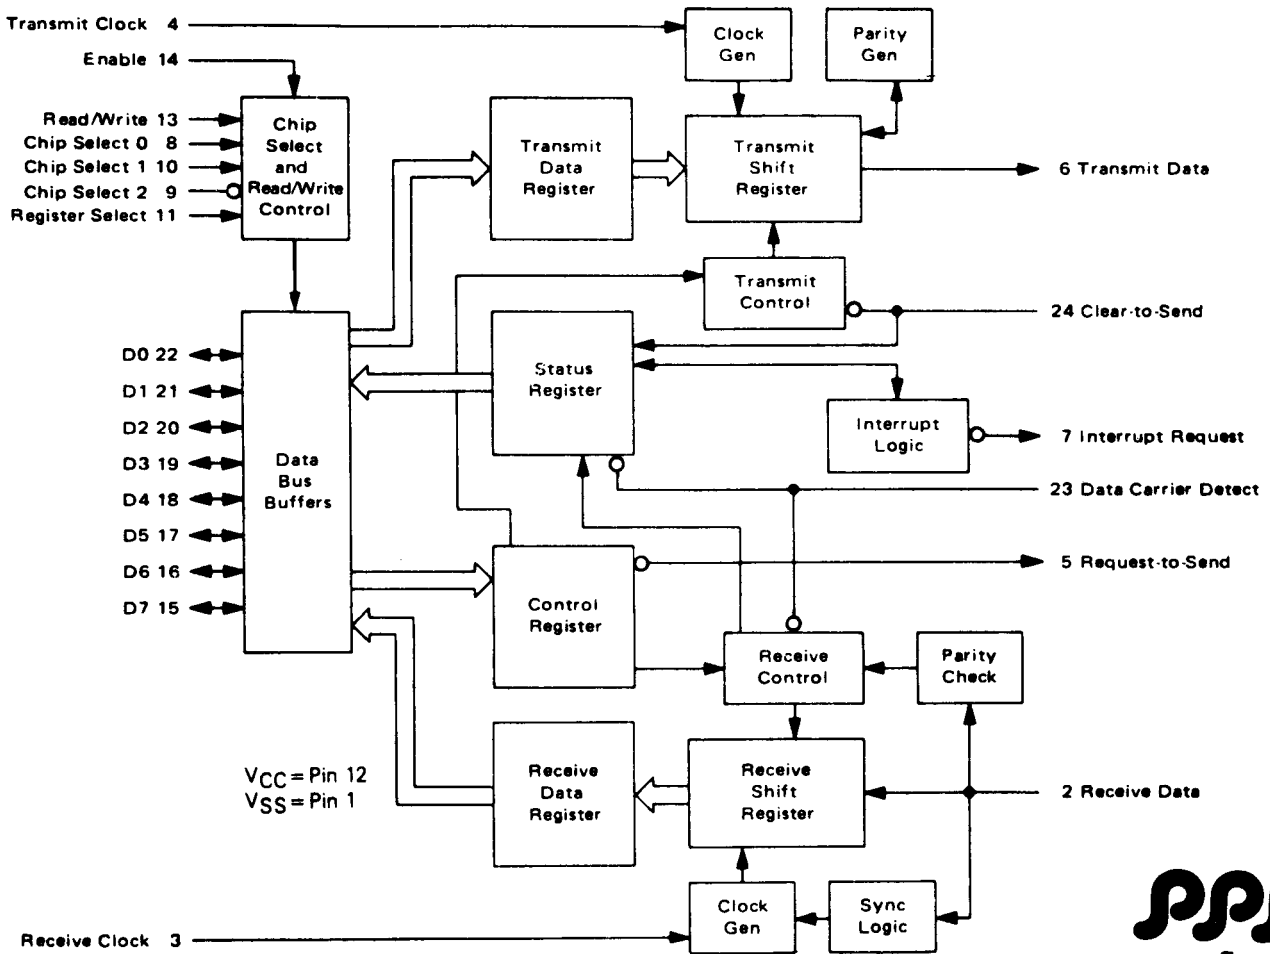 Transmit Clock 4
Enable 14
Read/Write 13
Chip Select 0 8
Chip Select 1 10
Chip Select 2 9
Register Select 11
Chip
Select
and
Read/Write
Control
Transmit
Data
Register
Clock
Gen
Parity
Gen
Transmit
Shift
Register
6 Transmit Data
Transmit
Control
24 Clear-to-Send
D0 22
D1 21
D2 20
D3 19
D4 18
D5 17
D6 16
D7 15
Data
Bus
Buffers
Status
Register
Interrupt
Logic
7 Interrupt Request
23 Data Carrier Detect
5 Request-to-Send
Control
Register
Receive
Control
Parity
Check
VCC = Pin 12
VSS = Pin 1
Receive
Data
Register
Receive
Shift
Register
2 Receive Data
Clock
Gen
Sync
Logic
Receive Clock 3